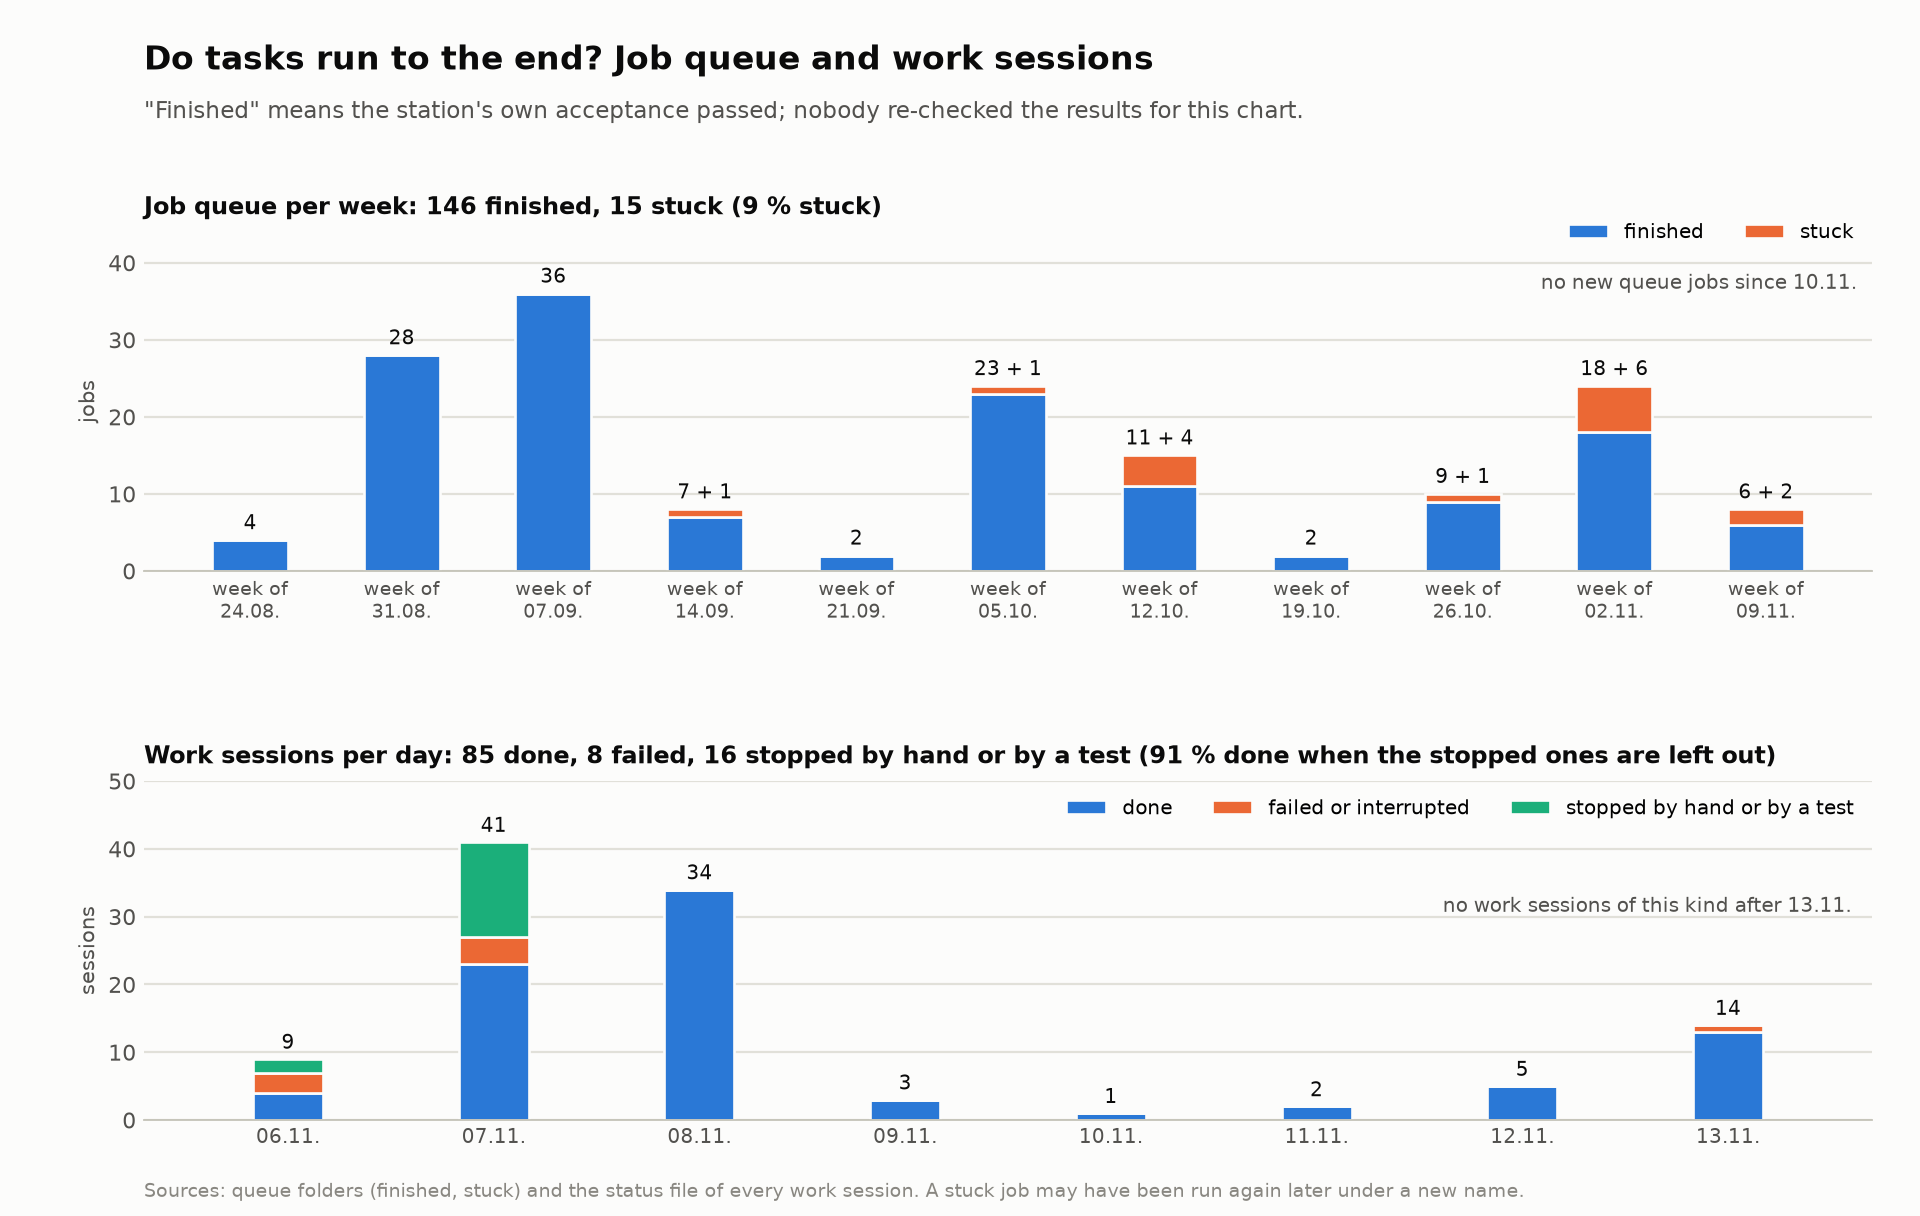 Do tasks run to the end? Job queue and work sessions
"Finished" means the station's own acceptance passed; nobody re-checked the results for this chart.
Job queue per week: 146 finished, 15 stuck (9 % stuck)
finished
stuck
no new queue jobs since 10.11.
jobs
40
30
20
10
0
4
28
36
7 + 1
2
23 + 1
11 + 4
2
9 + 1
18 + 6
6 + 2
week of
24.08.
week of
31.08.
week of
07.09.
week of
14.09.
week of
21.09.
week of
05.10.
week of
12.10.
week of
19.10.
week of
26.10.
week of
02.11.
week of
09.11.
Work sessions per day: 85 done, 8 failed, 16 stopped by hand or by a test (91 % done when the stopped ones are left out)
done
failed or interrupted
stopped by hand or by a test
no work sessions of this kind after 13.11.
sessions
50
40
30
20
10
0
9
41
34
3
1
2
5
14
06.11.
07.11.
08.11.
09.11.
10.11.
11.11.
12.11.
13.11.
Sources: queue folders (finished, stuck) and the status file of every work session. A stuck job may have been run again later under a new name.